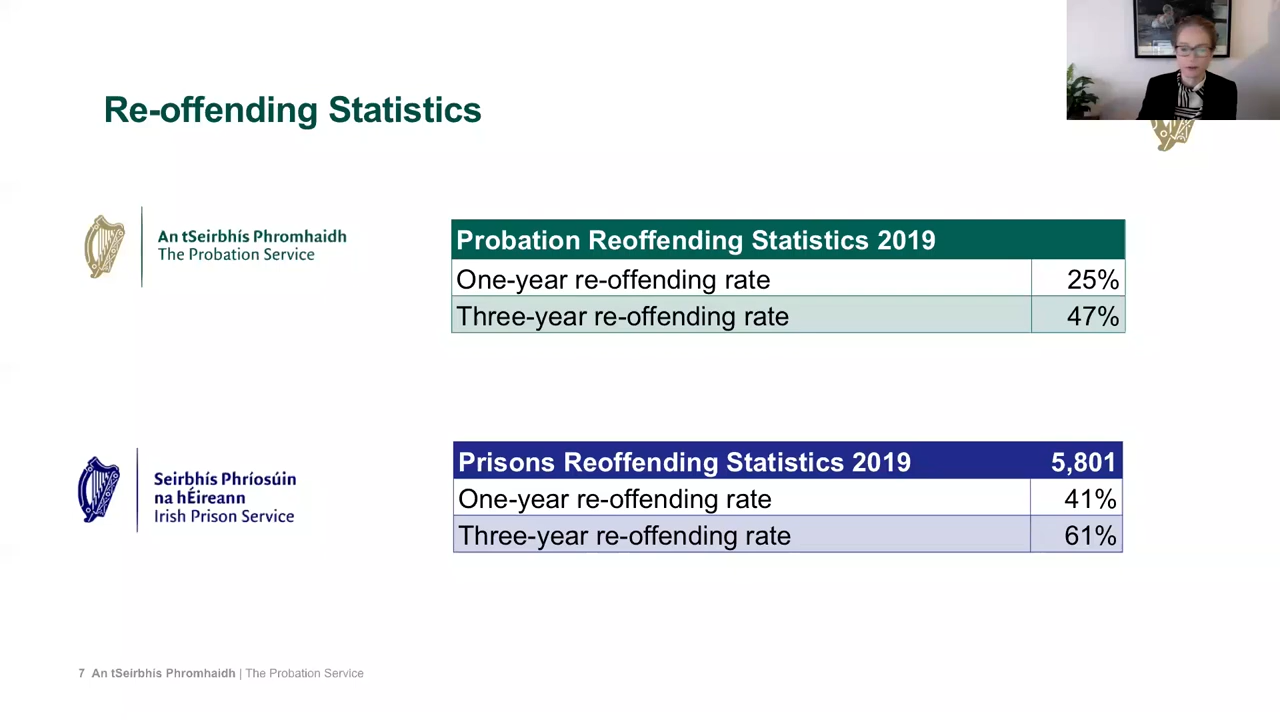 Re-offending Statistics
An tSeirbhís Phromhaidh
The Probation Service
Probation Reoffending Statistics 2019
One-year re-offending rate 25%
Three-year re-offending rate 47%
Seirbhís Phríosúin
na hÉireann
Irish Prison Service
Prisons Reoffending Statistics 2019 5,801
One-year re-offending rate 41%
Three-year re-offending rate 61%
7 An tSeirbhís Phromhaidh | The Probation Service